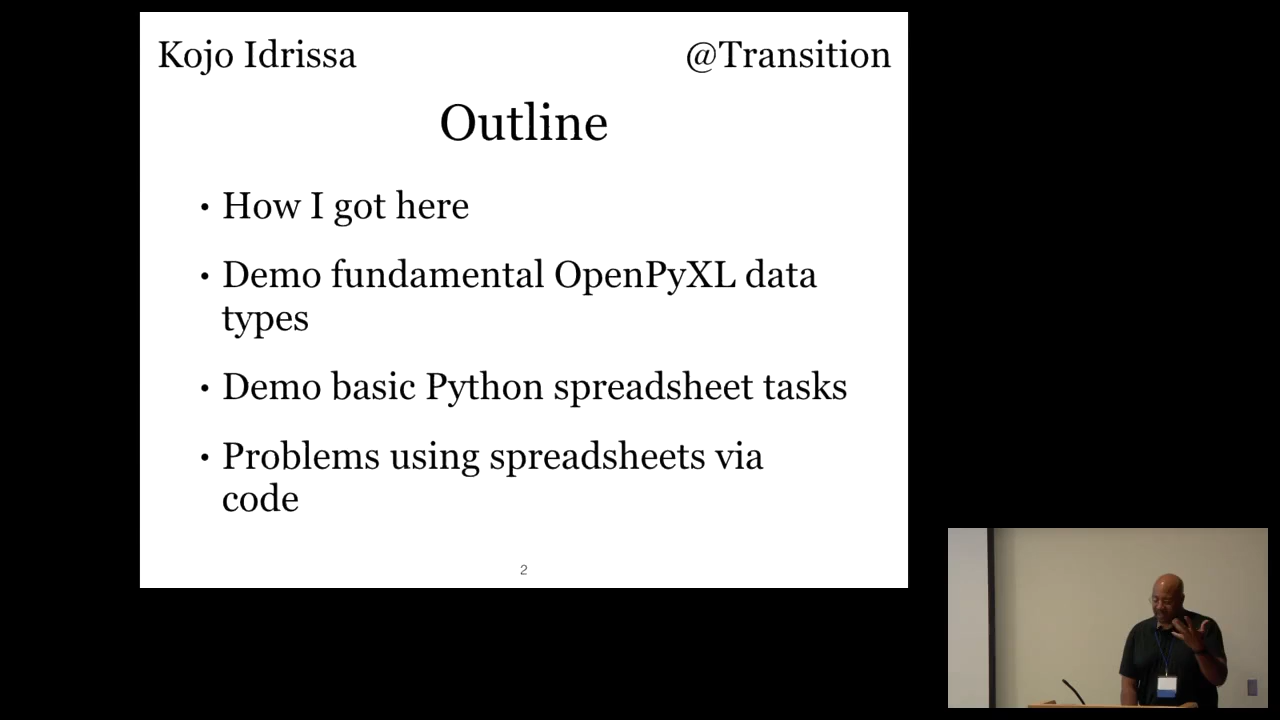 Kojo Idrissa
@Transition
Outline
• How I got here
• Demo fundamental OpenPyXL data
types
• Demo basic Python spreadsheet tasks
• Problems using spreadsheets via
code
2